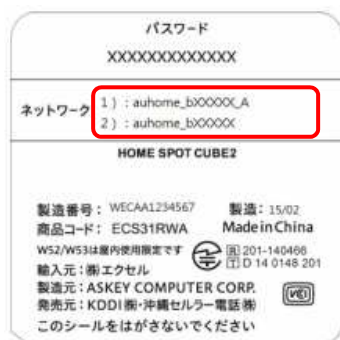 パスワード
XXXXXXXXXXXXX
ネットワーク
1）: auhome_bXXXXX_A
2）: auhome_bXXXXX
HOME SPOT CUBE2
製造番号： WECAA1234567 製造：15/02
商品コード： ECS31RWA Made in China
W52/W53は屋内使用限定です R 201-140466
T D 14 0148 201
輸入元：㈱エクセル
製造元：ASKEY COMPUTER CORP.
発売元：KDDI㈱・沖縄セルラー電話㈱
このシールをはがさないでください